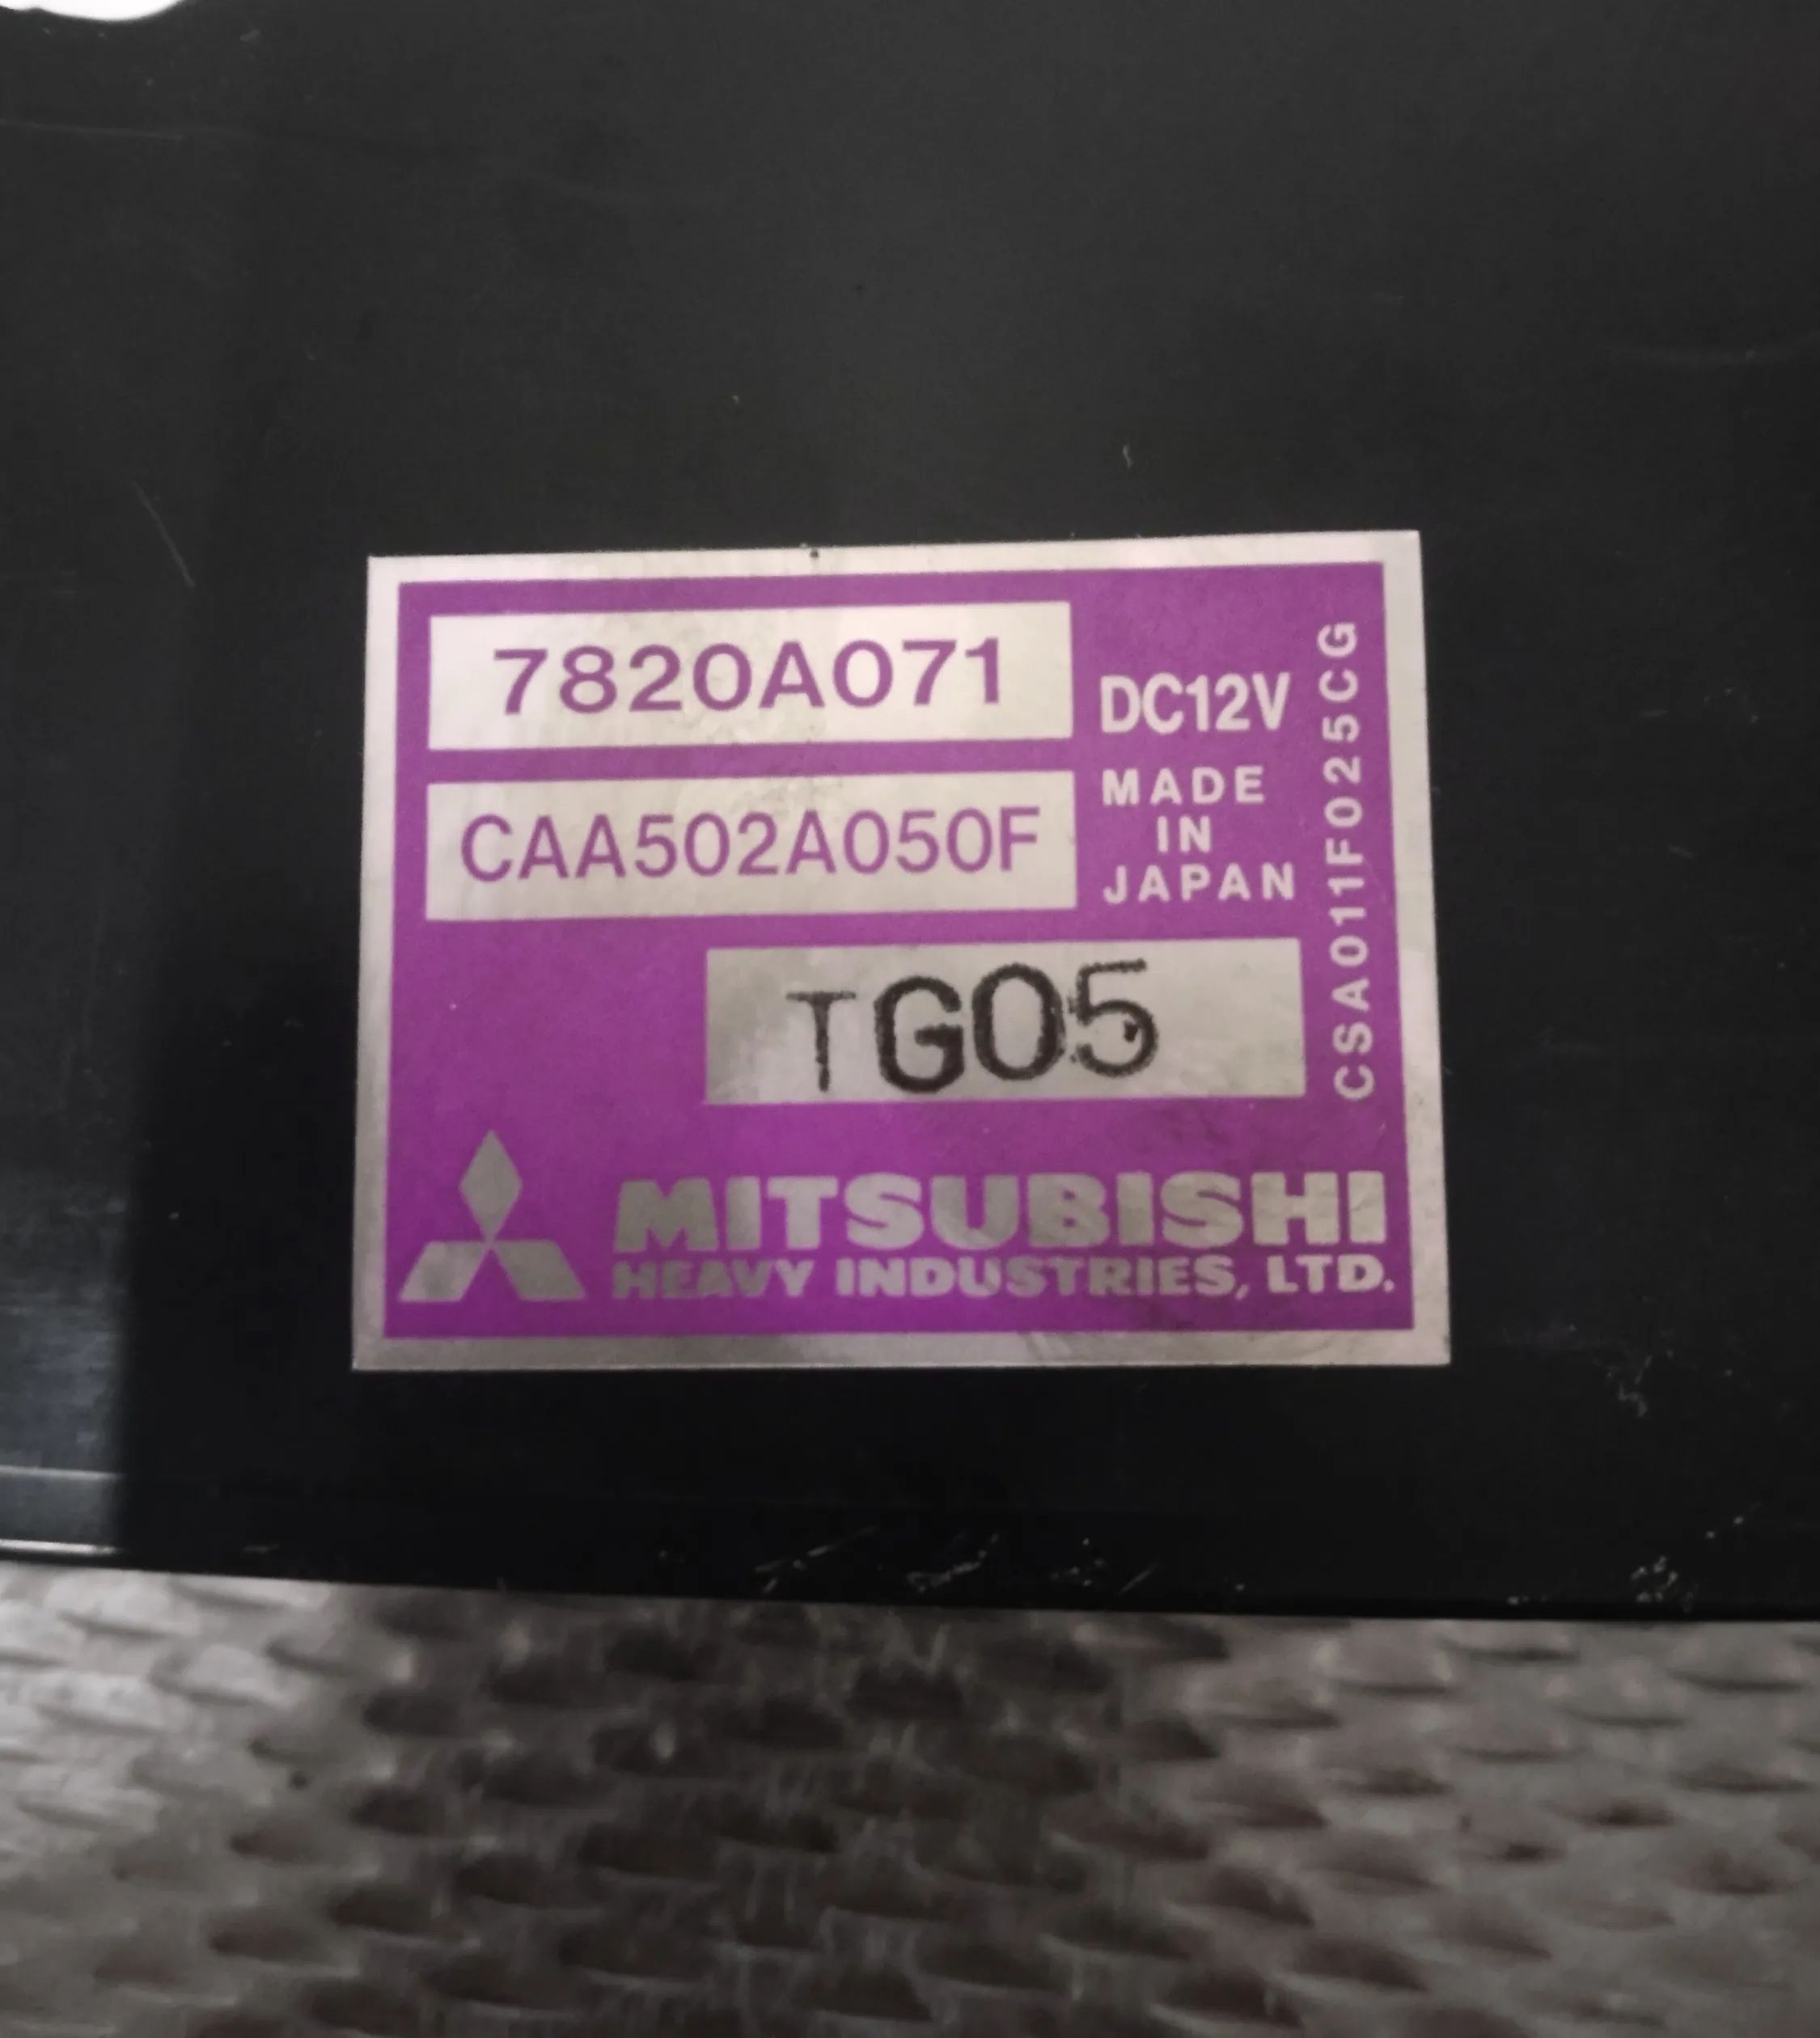 7820A071
DC12V
CAA502A050F
MADE
IN
JAPAN
CSA011F025CG
TG05
MITSUBISHI
HEAVY INDUSTRIES, LTD.